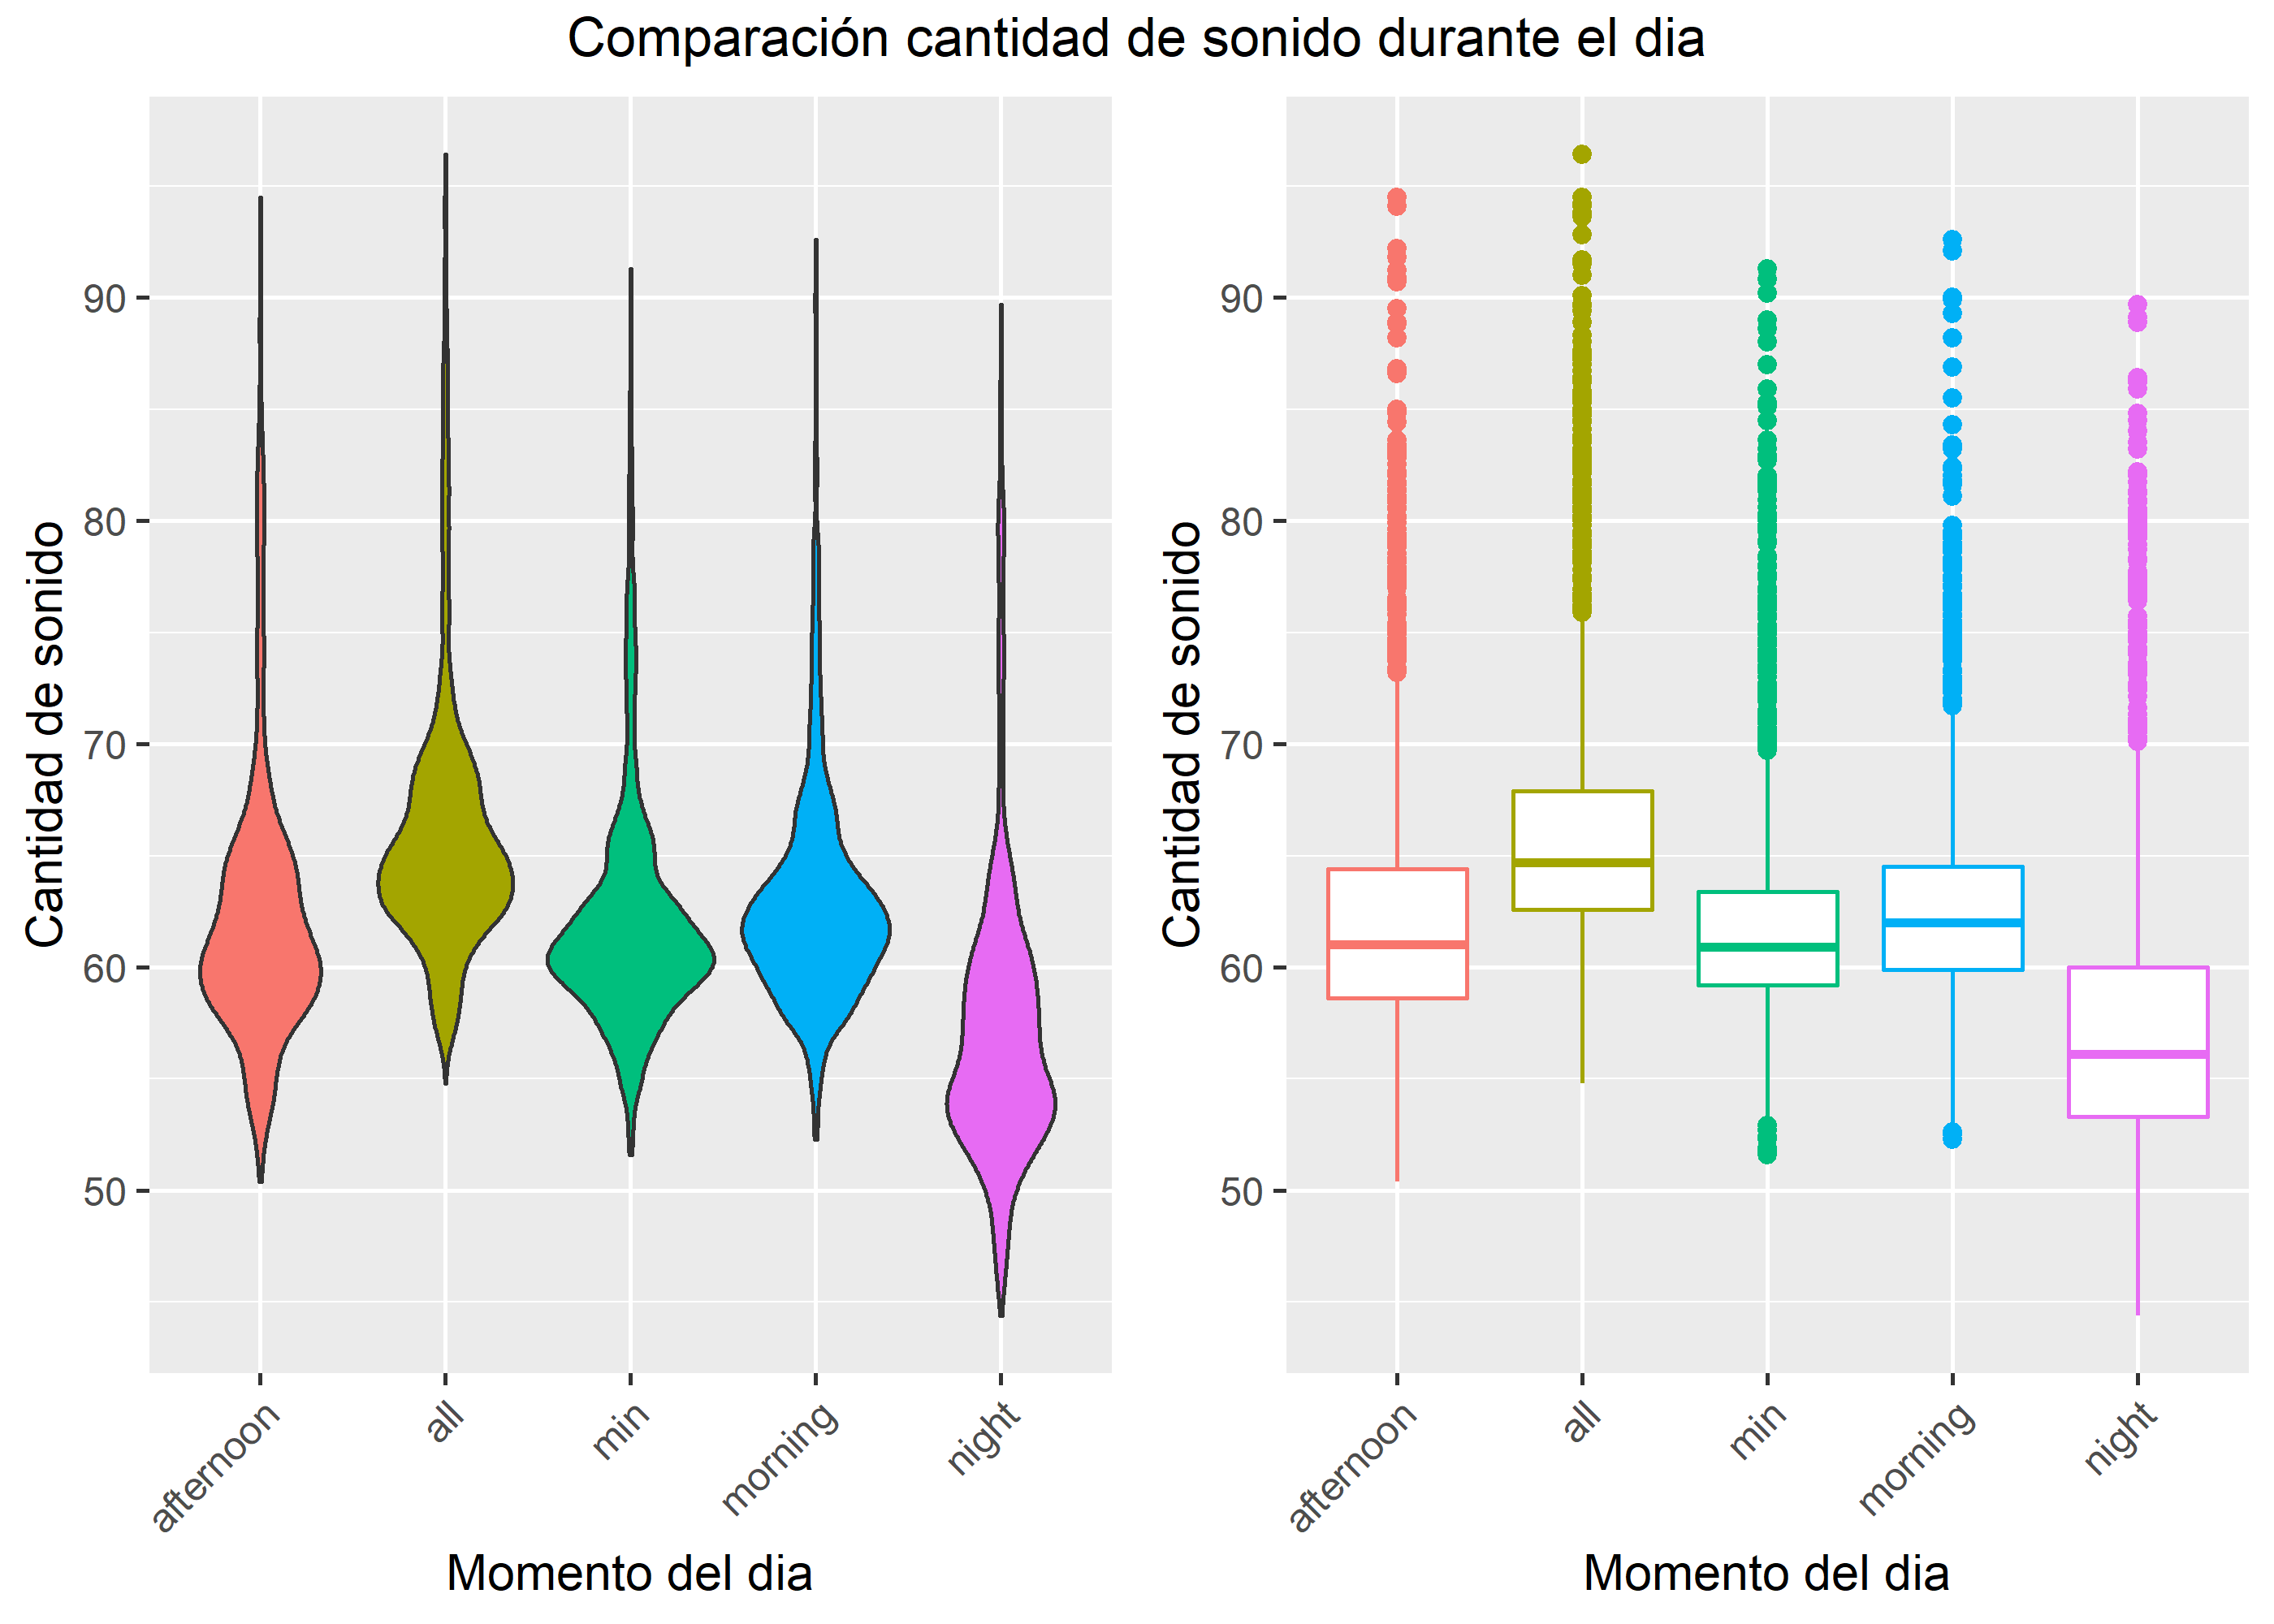 Comparación cantidad de sonido durante el dia
Cantidad de sonido
90
80
70
60
50
afternoon
all
min
morning
night
Momento del dia
Cantidad de sonido
90
80
70
60
50
afternoon
all
min
morning
night
Momento del dia